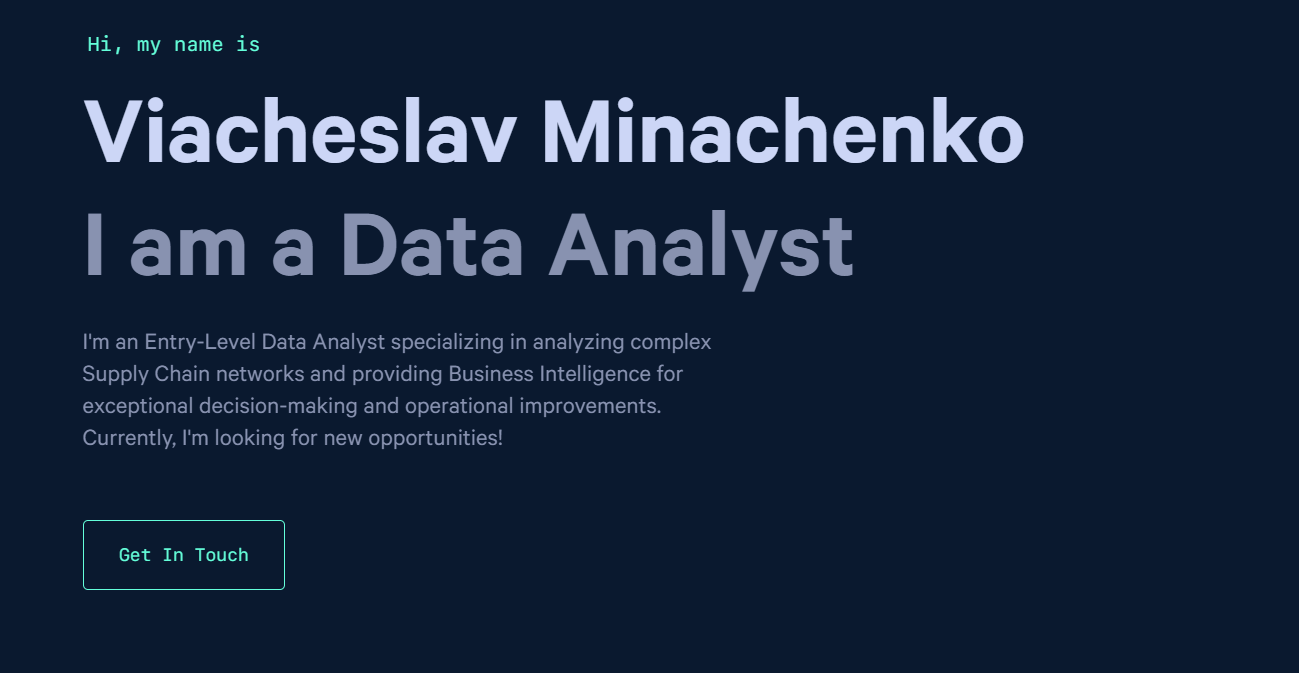 Hi, my name is
Viacheslav Minachenko
I am a Data Analyst
I'm an Entry-Level Data Analyst specializing in analyzing complex
Supply Chain networks and providing Business Intelligence for
exceptional decision-making and operational improvements.
Currently, I'm looking for new opportunities!
Get In Touch